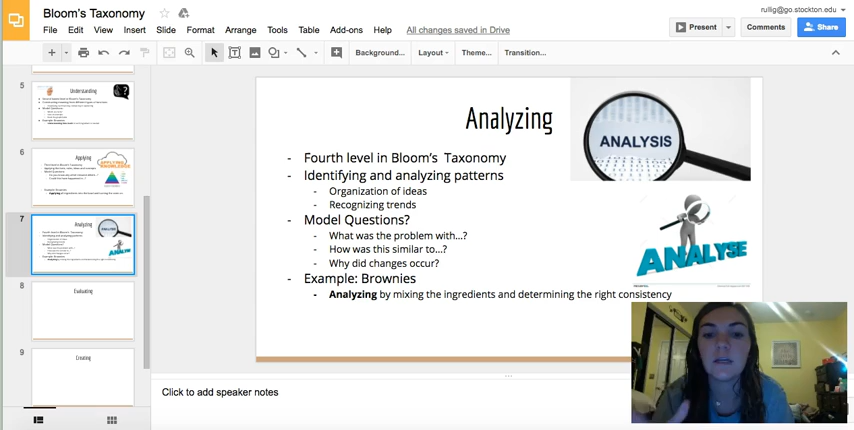 Bloom's Taxonomy
rullig@go.stockton.edu
File Edit View Insert Slide Format Arrange Tools Table Add-ons Help All changes saved in Drive
Present Comments Share
Background... Layout Theme... Transition...
5
Understanding
6
Applying
7
Analyzing
8
Evaluating
9
Creating
Analyzing
ANALYSIS
- Fourth level in Bloom's Taxonomy
- Identifying and analyzing patterns
- Organization of ideas
- Recognizing trends
- Model Questions?
- What was the problem with...?
- How was this similar to...?
- Why did changes occur?
- Example: Brownies
- Analyzing by mixing the ingredients and determining the right consistency
ANALYSE
Click to add speaker notes